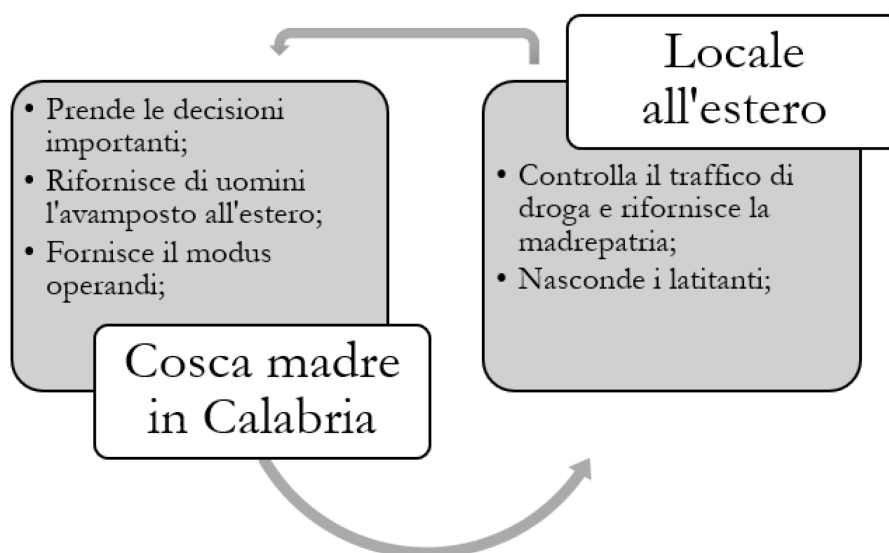 • Prende le decisioni
importanti;
• Rifornisce di uomini
l'avamposto all'estero;
• Fornisce il modus
operandi;
Cosca madre
in Calabria
Locale
all'estero
• Controlla il traffico di
droga e rifornisce la
madrepatria;
• Nasconde i latitanti;